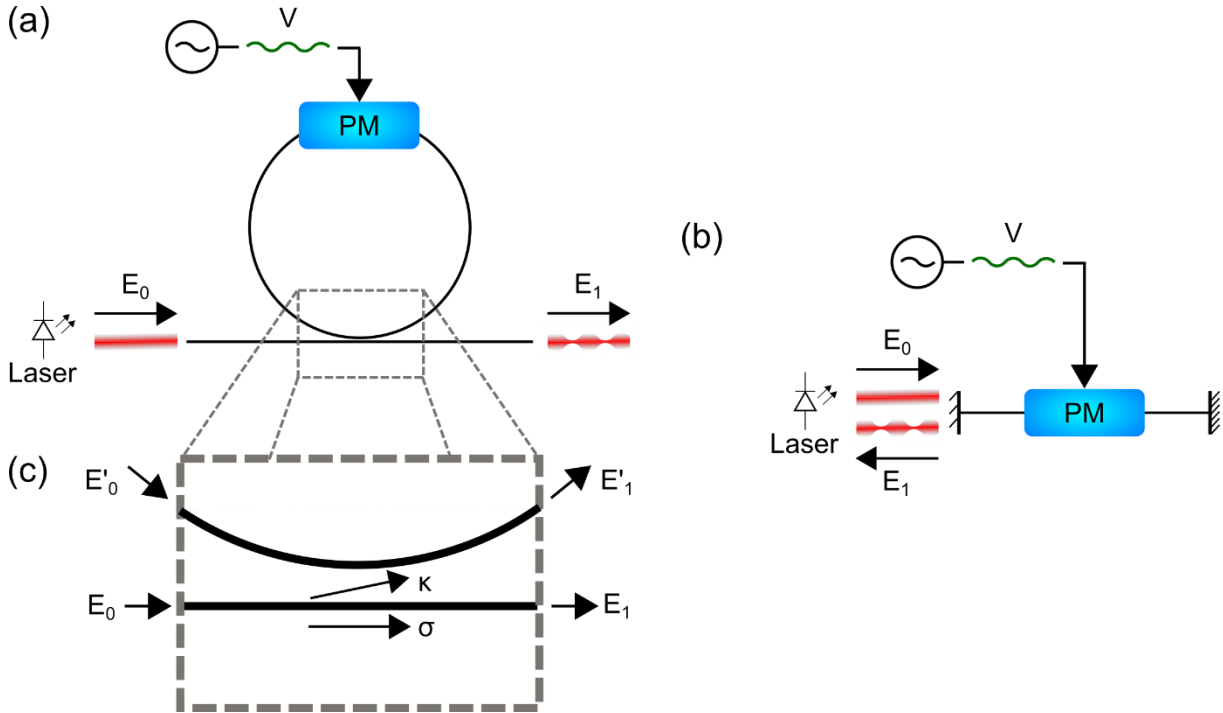 (a)
V
PM
E₀
E₁
Laser
(b)
V
E₀
PM
Laser
E₁
(c)
E'₀
E'₁
κ
E₀
E₁
σ